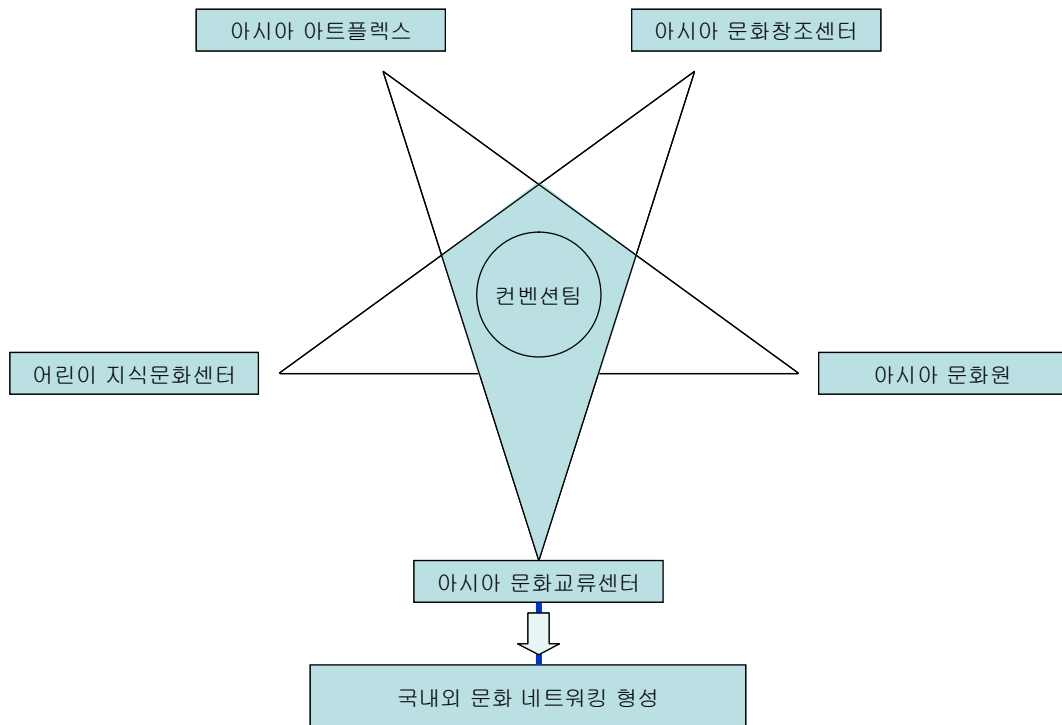 아시아 아트플렉스
아시아 문화창조센터
컨벤션팀
어린이 지식문화센터
아시아 문화원
아시아 문화교류센터
국내외 문화 네트워킹 형성